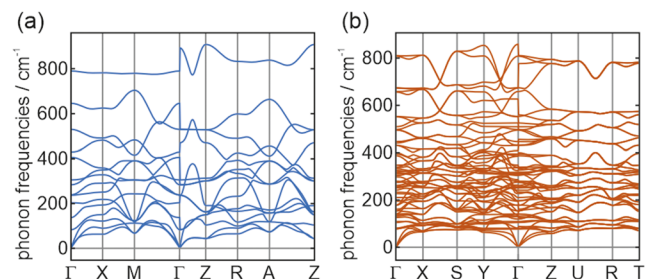 (a)
phonon frequencies / cm⁻¹
800
600
400
200
0
Γ X M Γ Z R A Z
(b)
phonon frequencies / cm⁻¹
800
600
400
200
0
Γ X S Y Γ Z U R T